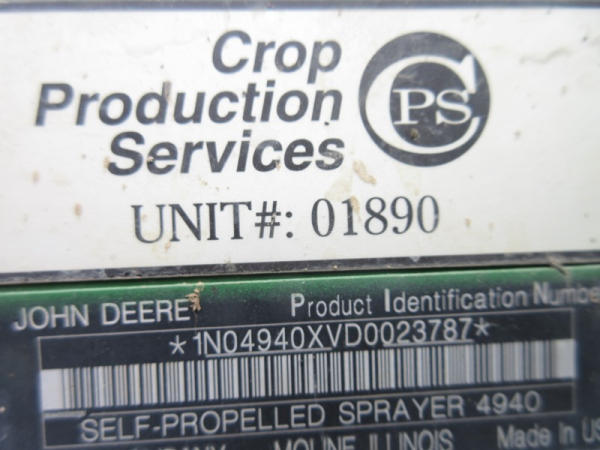 Crop
Production
Services
CPS
UNIT#: 01890
JOHN DEERE Product Identification Number
*1N04940XVD0023787*
SELF-PROPELLED SPRAYER 4940
MOLINE, ILLINOIS Made in US